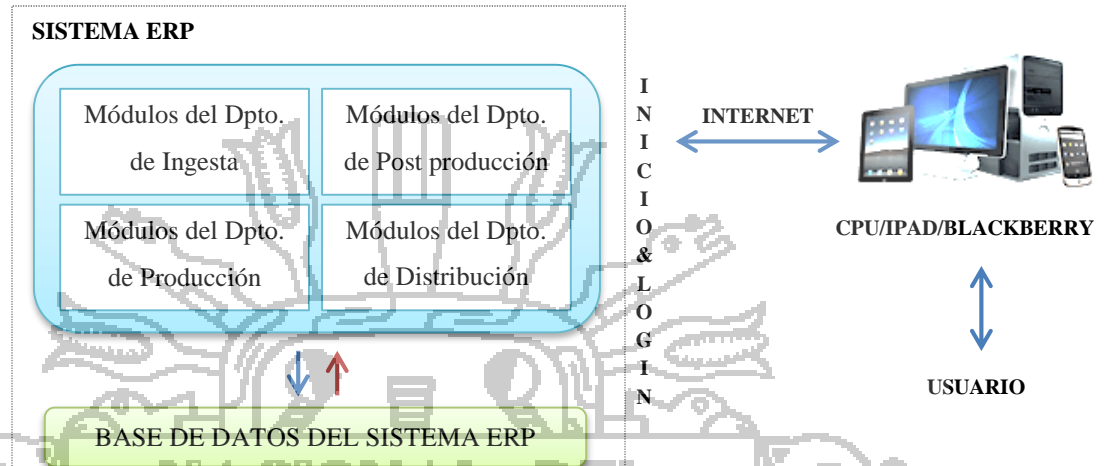 SISTEMA ERP
Módulos del Dpto.
de Ingesta
Módulos del Dpto.
de Post producción
Módulos del Dpto.
de Producción
Módulos del Dpto.
de Distribución
BASE DE DATOS DEL SISTEMA ERP
I
N
I
C
I
O
&
L
O
G
I
N
INTERNET
CPU/IPAD/BLACKBERRY
USUARIO